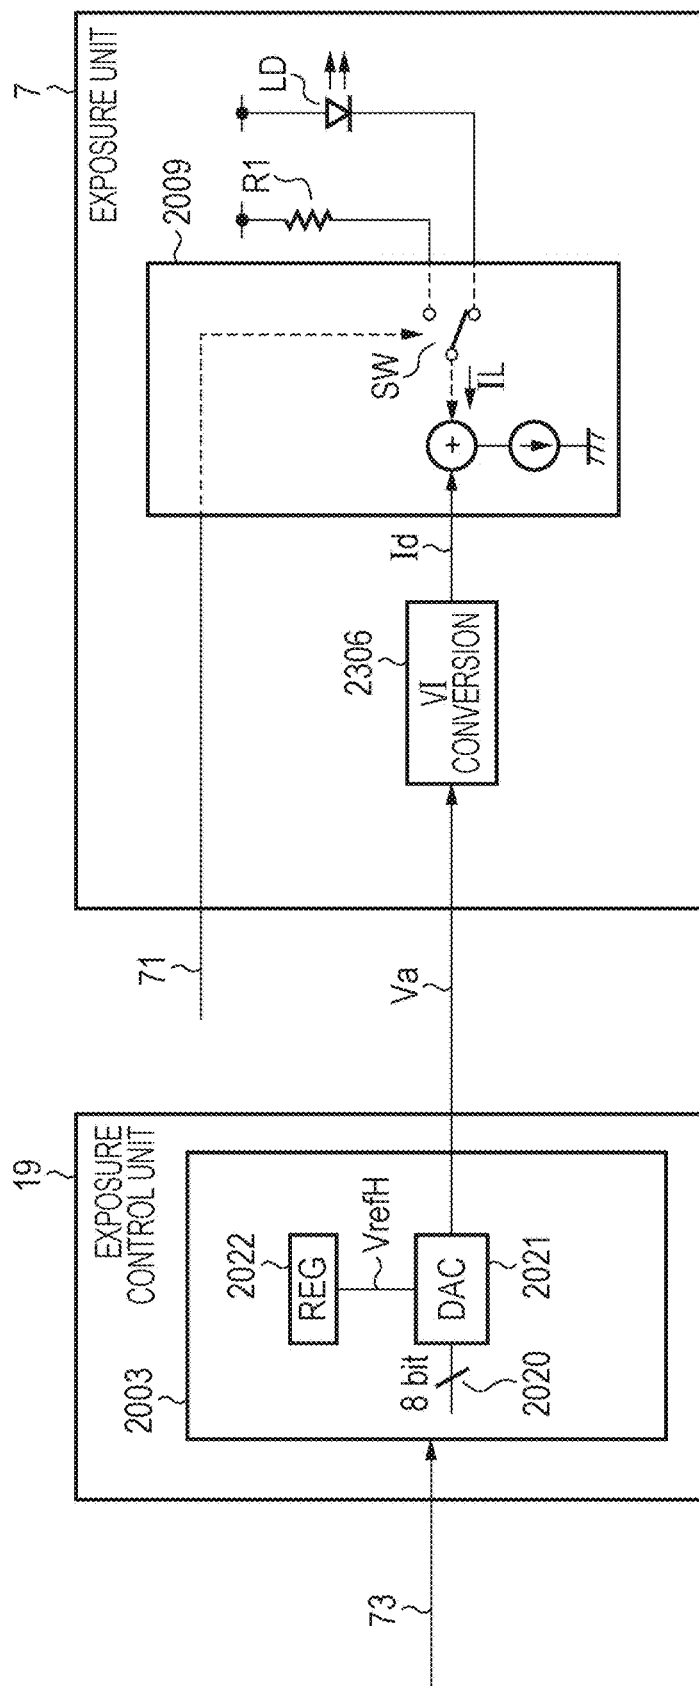 19
EXPOSURE
CONTROL UNIT
7
EXPOSURE UNIT
2003
2022
REG
VrefH
DAC
2021
8 bit
2020
73
71
Va
2306
VI
CONVERSION
Id
2009
SW
IL
R1
LD